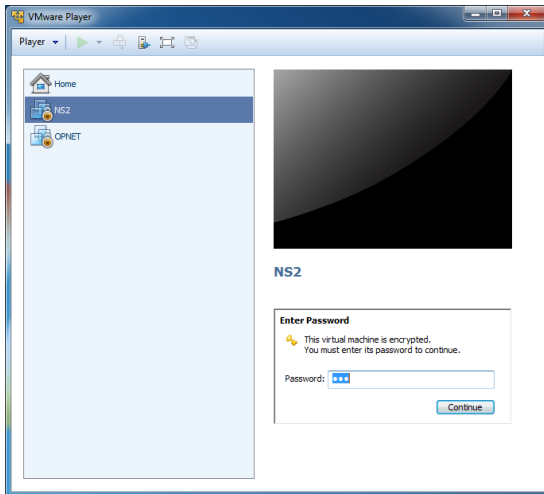 VMware Player
Player
Home
NS2
OPNET
NS2
Enter Password
This virtual machine is encrypted.
You must enter its password to continue.
Password:
Continue